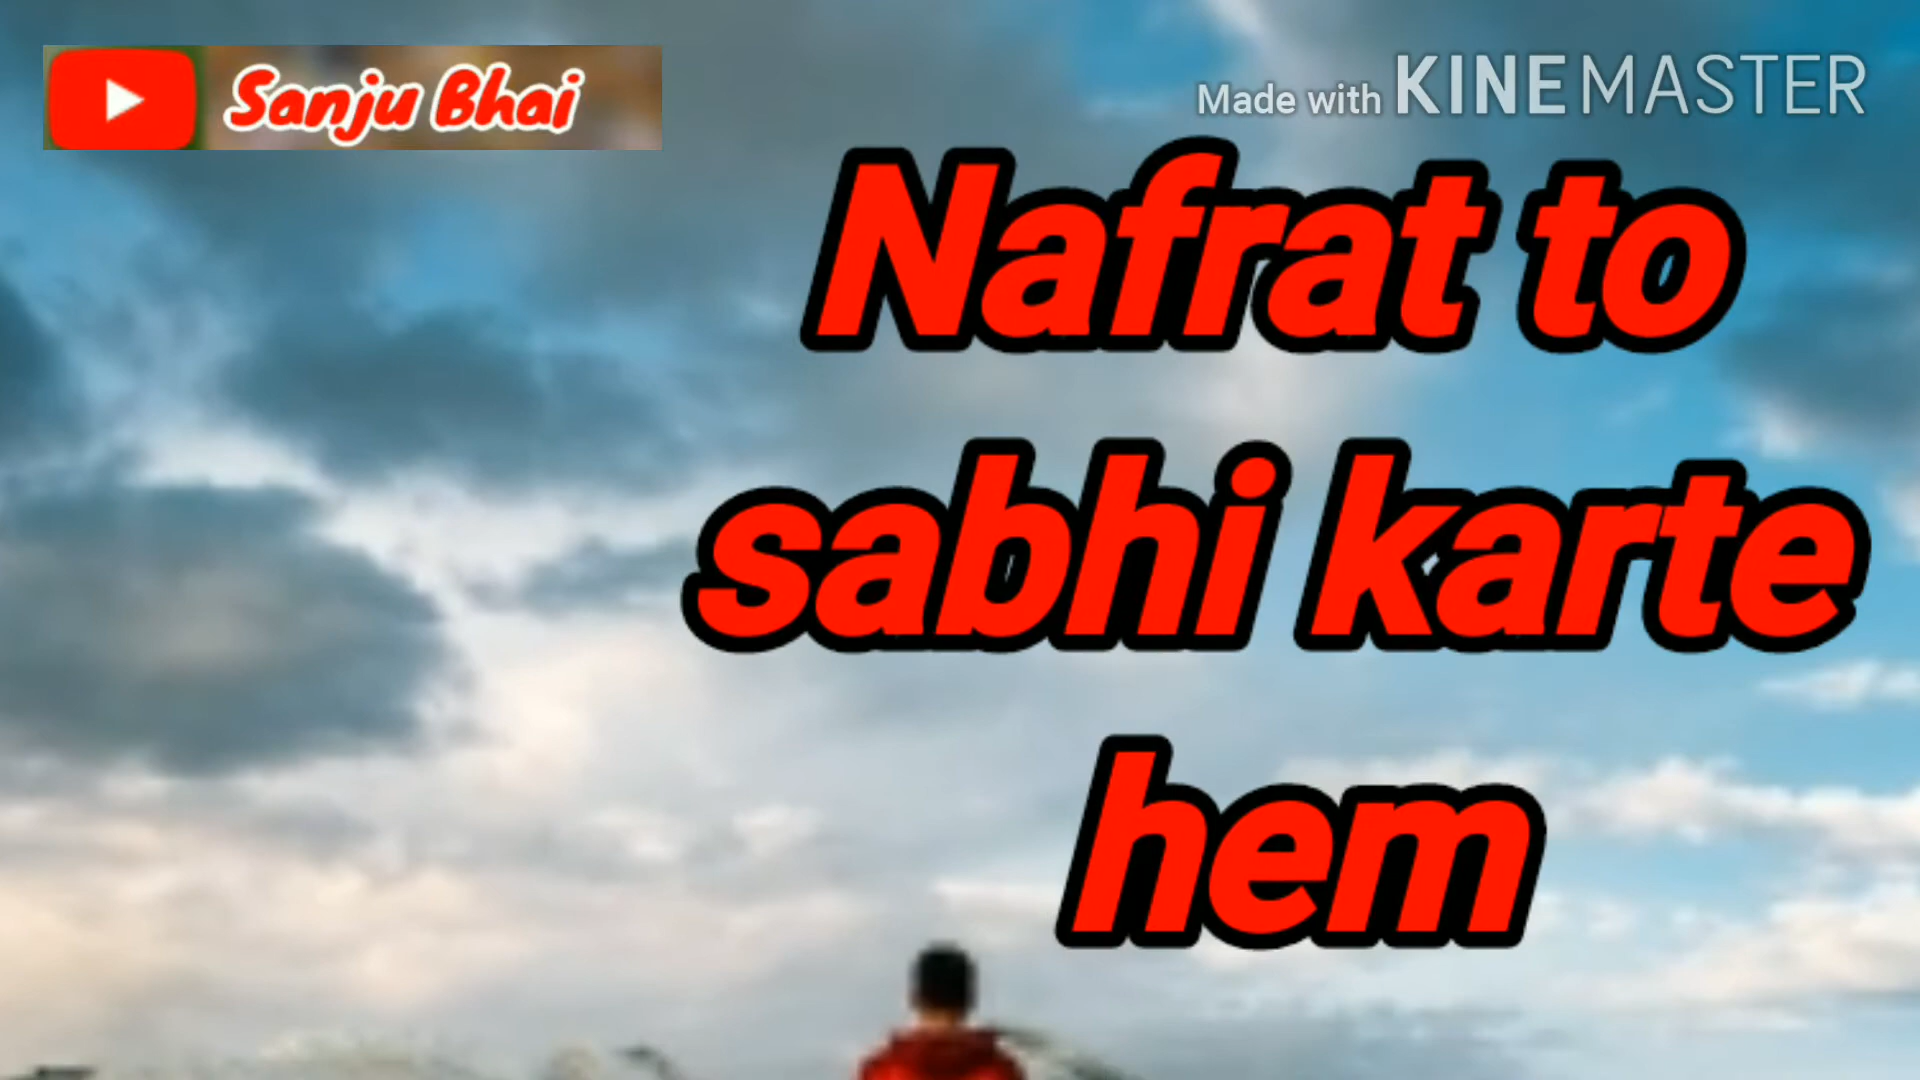 Sanju Bhai
Made with KINEMASTER
Nafrat to
sabhi karte
hem